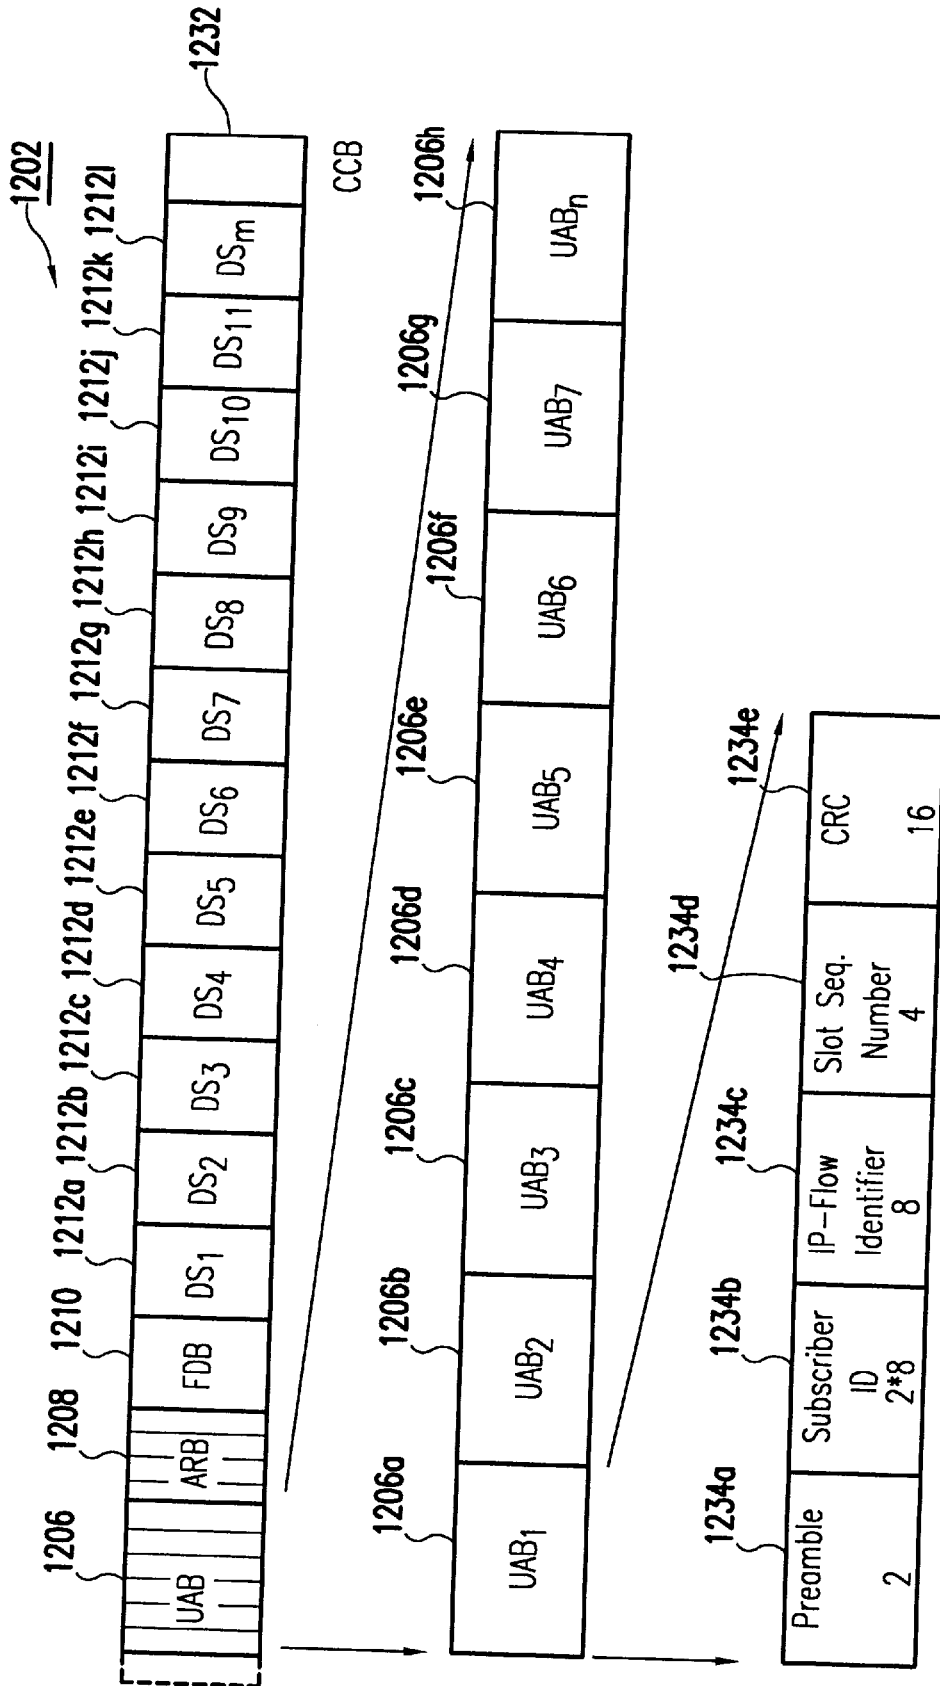 1202
1206
1208
1210
1212a
1212b
1212c
1212d
1212e
1212f
1212g
1212h
1212i
1212j
1212k
1212l
1232
UAB
ARB
FDB
DS1
DS2
DS3
DS4
DS5
DS6
DS7
DS8
DS9
DS10
DS11
DSm
CCB
1206a
1206b
1206c
1206d
1206e
1206f
1206g
1206h
UAB1
UAB2
UAB3
UAB4
UAB5
UAB6
UAB7
UABn
1234a
1234b
1234c
1234d
1234e
Preamble
2
Subscriber
ID
2*8
IP-Flow
Identifier
8
Slot Seq.
Number
4
CRC
16